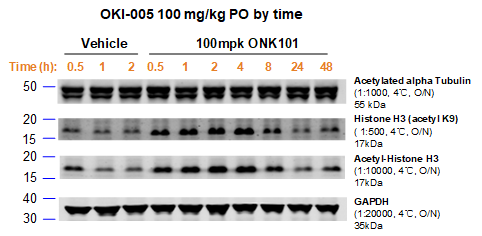 OKI-005 100 mg/kg PO by time
Vehicle 100mpk ONK101
Time (h): 0.5 1 2 0.5 1 2 4 8 24 48
50
Acetylated alpha Tubulin
(1:1000, 4℃, O/N)
55 kDa
20
15
Histone H3 (acetyl K9)
( 1:500, 4℃, O/N)
17kDa
20
15
Acetyl-Histone H3
(1:10000, 4℃, O/N)
17kDa
40
30
GAPDH
(1:20000, 4℃, O/N)
35kDa